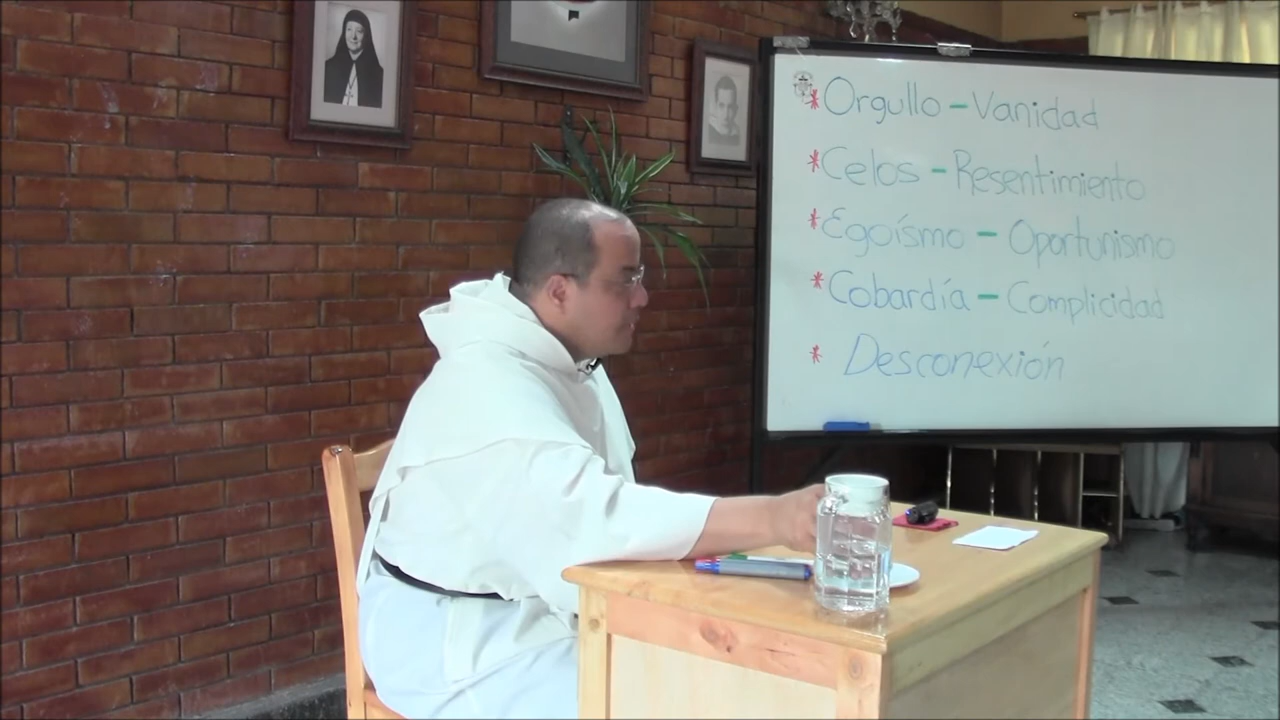 * Orgullo - Vanidad
* Celos - Resentimiento
* Egoísmo - Oportunismo
* Cobardía - Complicidad
* Desconexión